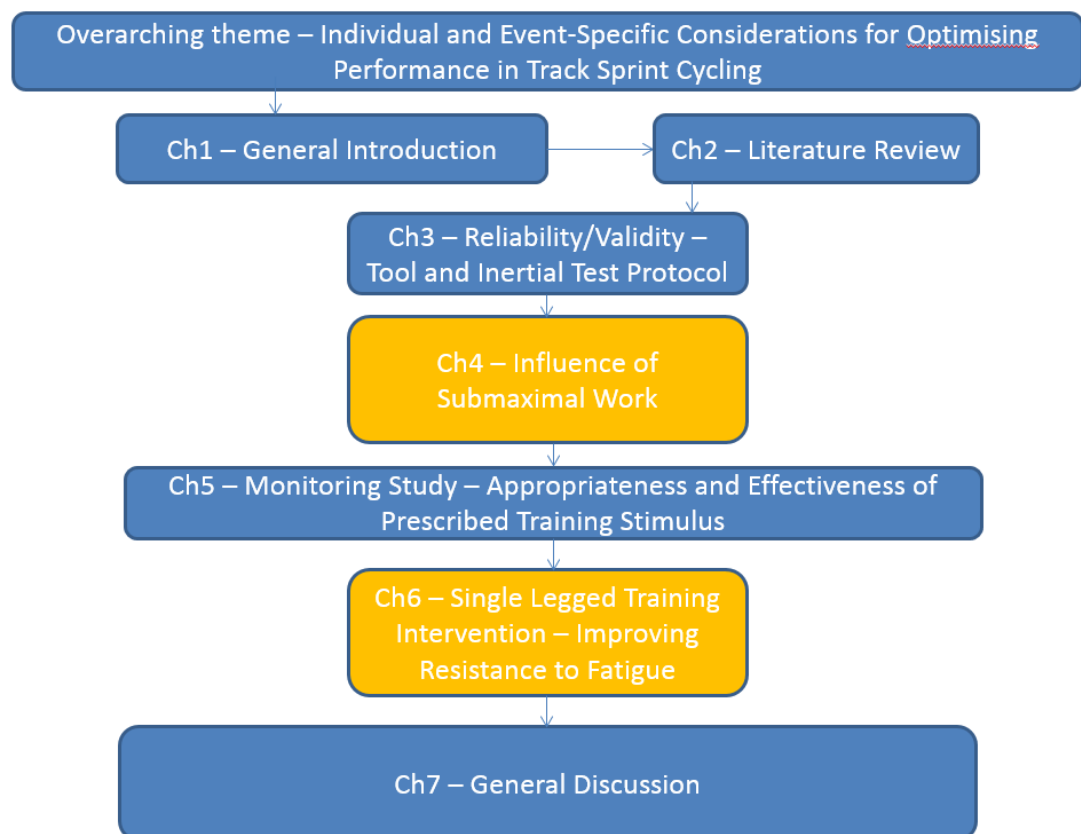 Overarching theme – Individual and Event-Specific Considerations for Optimising
Performance in Track Sprint Cycling
Ch1 – General Introduction
Ch2 – Literature Review
Ch3 – Reliability/Validity –
Tool and Inertial Test Protocol
Ch4 – Influence of
Submaximal Work
Ch5 – Monitoring Study – Appropriateness and Effectiveness of
Prescribed Training Stimulus
Ch6 – Single Legged Training
Intervention – Improving
Resistance to Fatigue
Ch7 – General Discussion